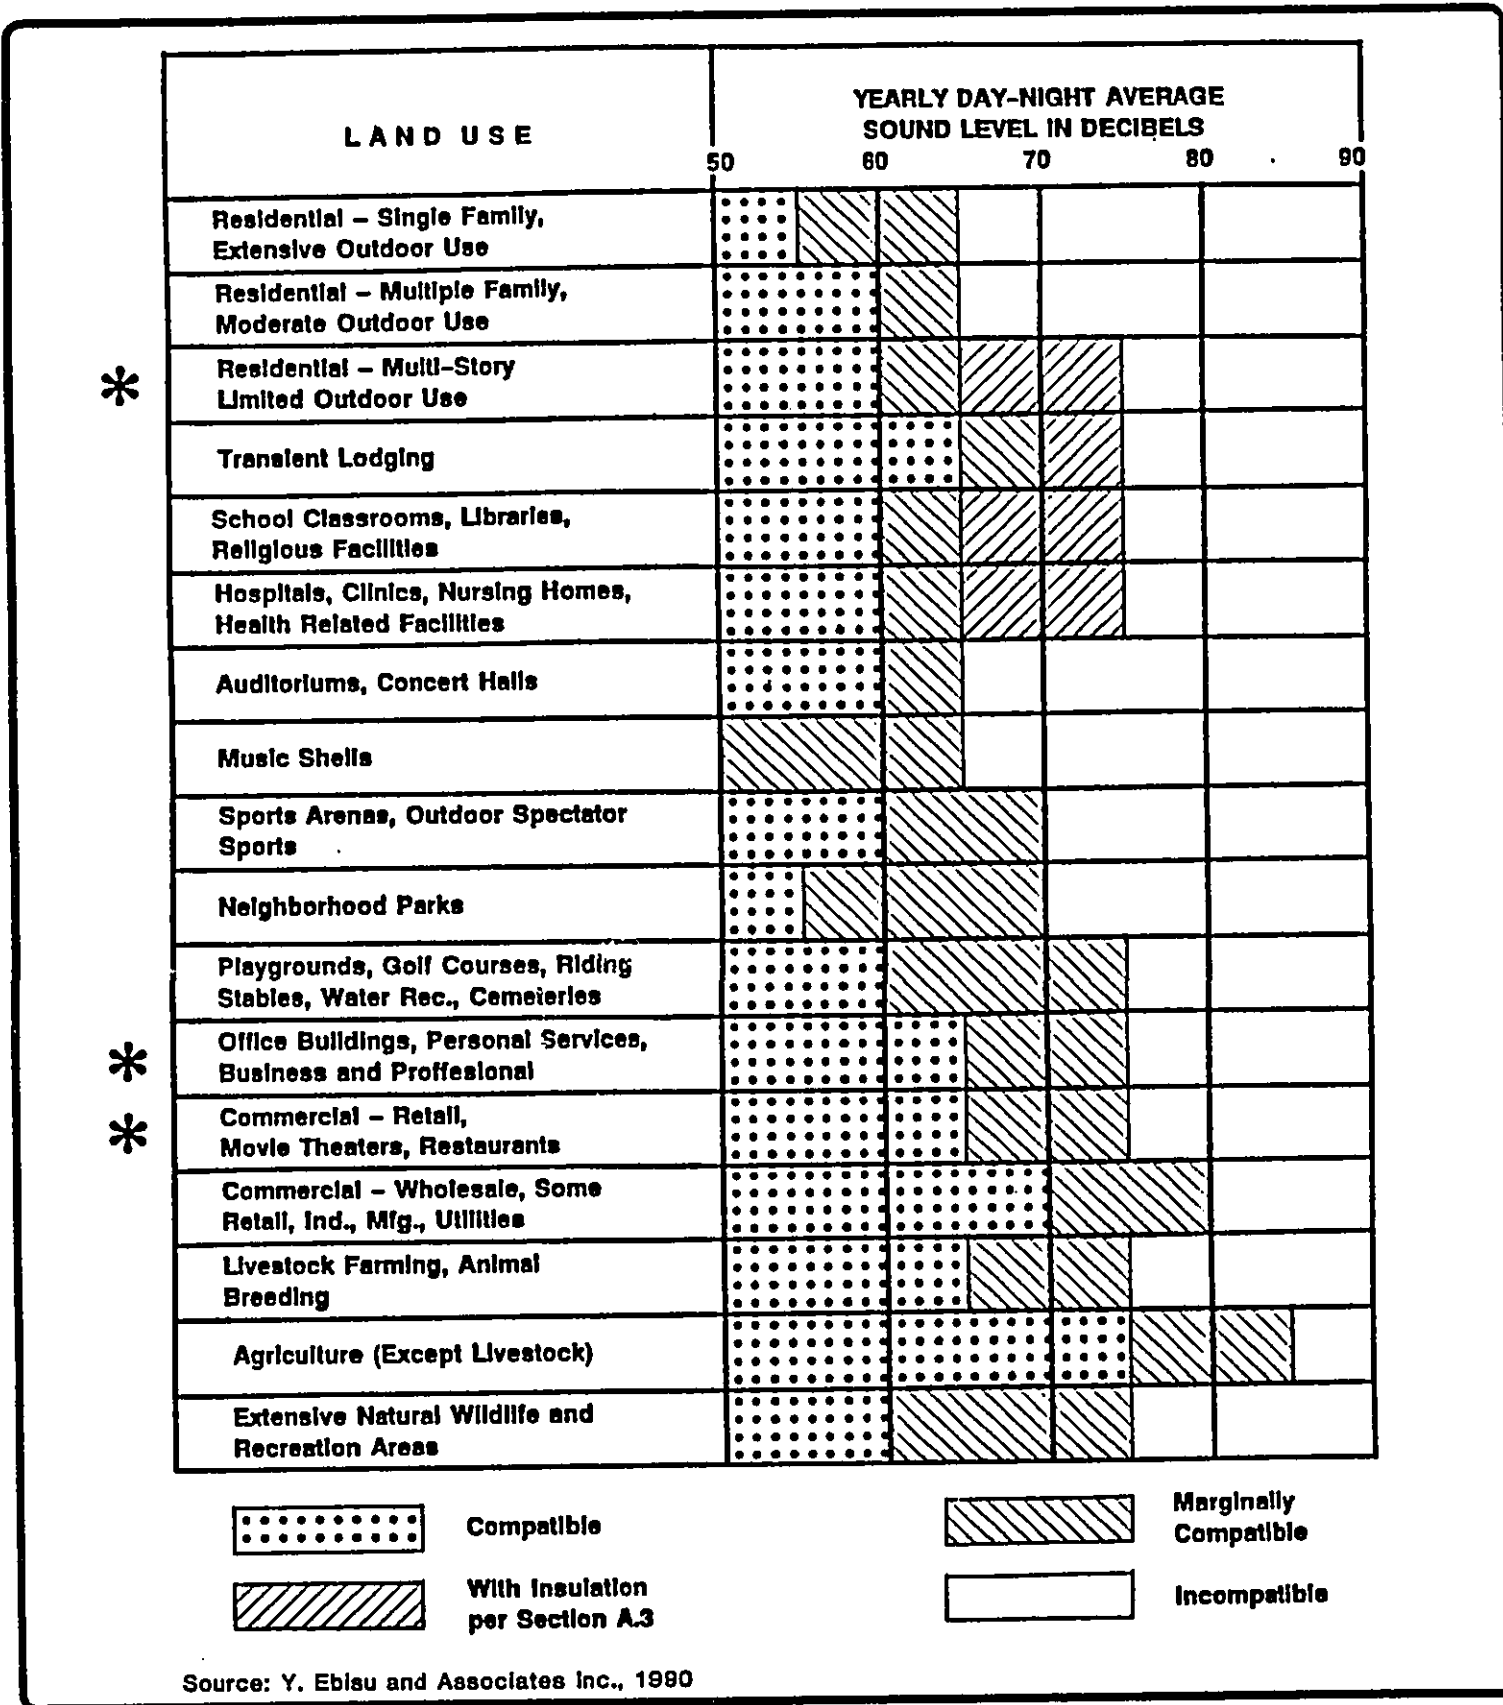 LAND USE
YEARLY DAY-NIGHT AVERAGE
SOUND LEVEL IN DECIBELS
50 60 70 80 90
Residential – Single Family,
Extensive Outdoor Use
Residential – Multiple Family,
Moderate Outdoor Use
* Residential – Multi-Story
Limited Outdoor Use
Transient Lodging
School Classrooms, Libraries,
Religious Facilities
Hospitals, Clinics, Nursing Homes,
Health Related Facilities
Auditoriums, Concert Halls
Music Shells
Sports Arenas, Outdoor Spectator
Sports
Neighborhood Parks
Playgrounds, Golf Courses, Riding
Stables, Water Rec., Cemeteries
* Office Buildings, Personal Services,
Business and Proffesional
* Commercial – Retail,
Movie Theaters, Restaurants
Commercial – Wholesale, Some
Retail, Ind., Mfg., Utilities
Livestock Farming, Animal
Breeding
Agriculture (Except Livestock)
Extensive Natural Wildlife and
Recreation Areas
Compatible
Marginally
Compatible
With Insulation
per Section A.3
Incompatible
Source: Y. Ebisu and Associates Inc., 1990